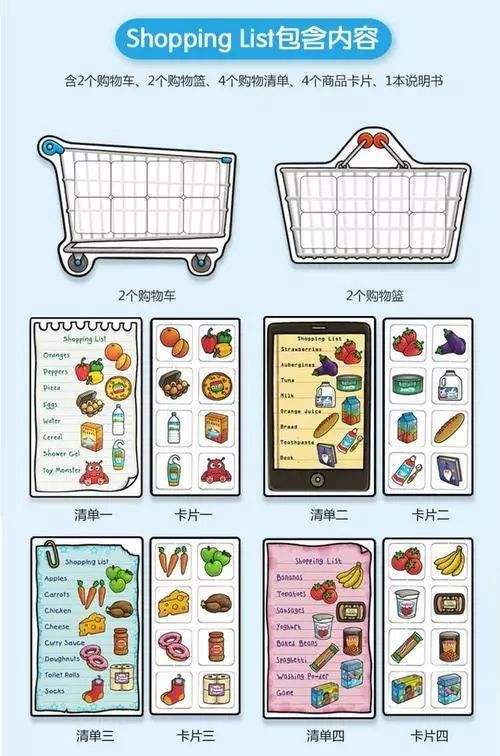 Shopping List包含内容
含2个购物车、2个购物篮、4个购物清单、4个商品卡片、1本说明书
2个购物车
2个购物篮
Shopping List
Oranges
Peppers
Pizza
Eggs
Water
Cereal
Shower Gel
Toy Monster
清单一
卡片一
Shopping List
Strawberries
Aubergines
Tuna
Milk
Orange Juice
Bread
Toothpaste
Book
清单二
卡片二
Shopping List
Apples
Carrots
Chicken
Cheese
Curry Sauce
Doughnuts
Toilet Rolls
Socks
清单三
卡片三
Shopping List
Bananas
Tomatoes
Sausages
Yoghurt
Baked Beans
Spaghetti
Washing Powder
Game
清单四
卡片四